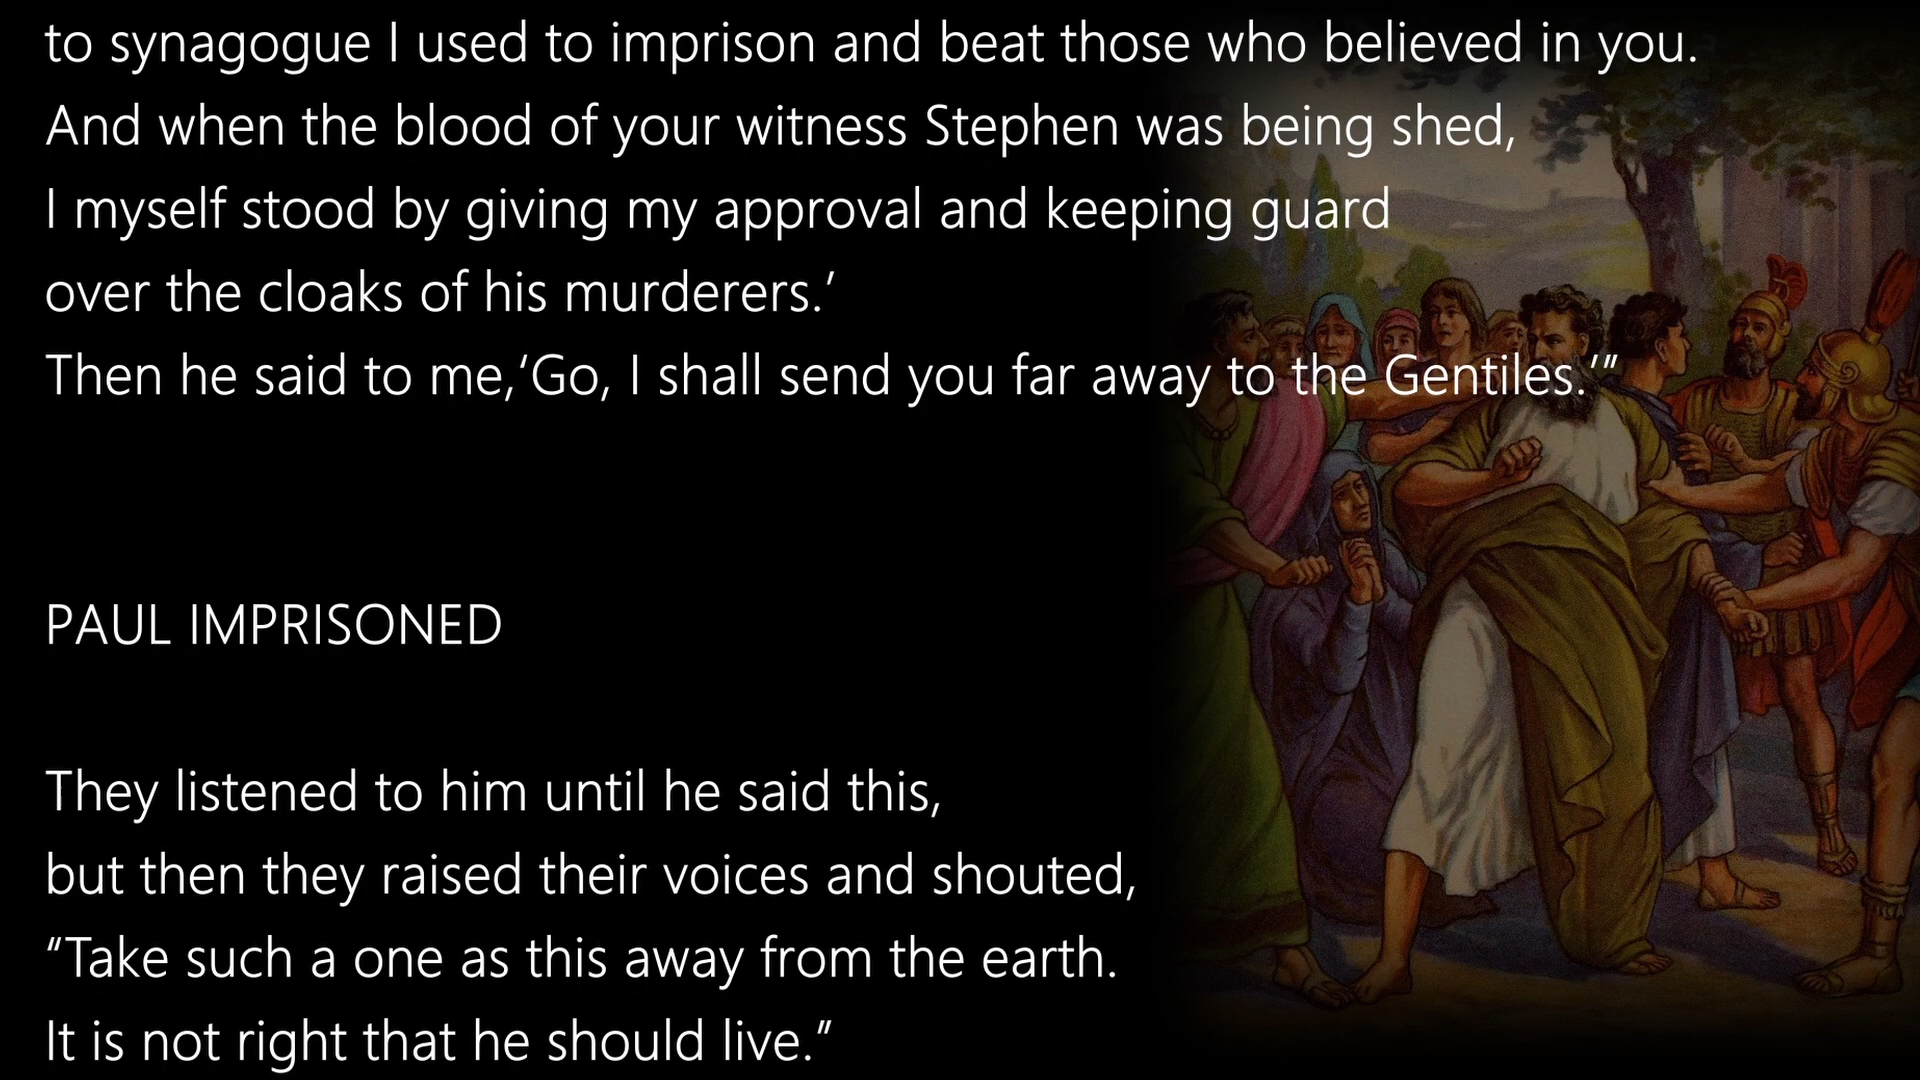 to synagogue I used to imprison and beat those who believed in you.
And when the blood of your witness Stephen was being shed,
I myself stood by giving my approval and keeping guard
over the cloaks of his murderers.’
Then he said to me,‘Go, I shall send you far away to the Gentiles.’”
PAUL IMPRISONED
They listened to him until he said this,
but then they raised their voices and shouted,
“Take such a one as this away from the earth.
It is not right that he should live.”